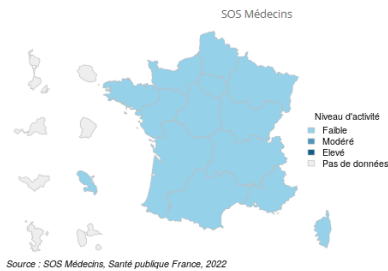 SOS Médecins
Niveau d'activité
Faible
Modéré
Elevé
Pas de données
Source : SOS Médecins, Santé publique France, 2022